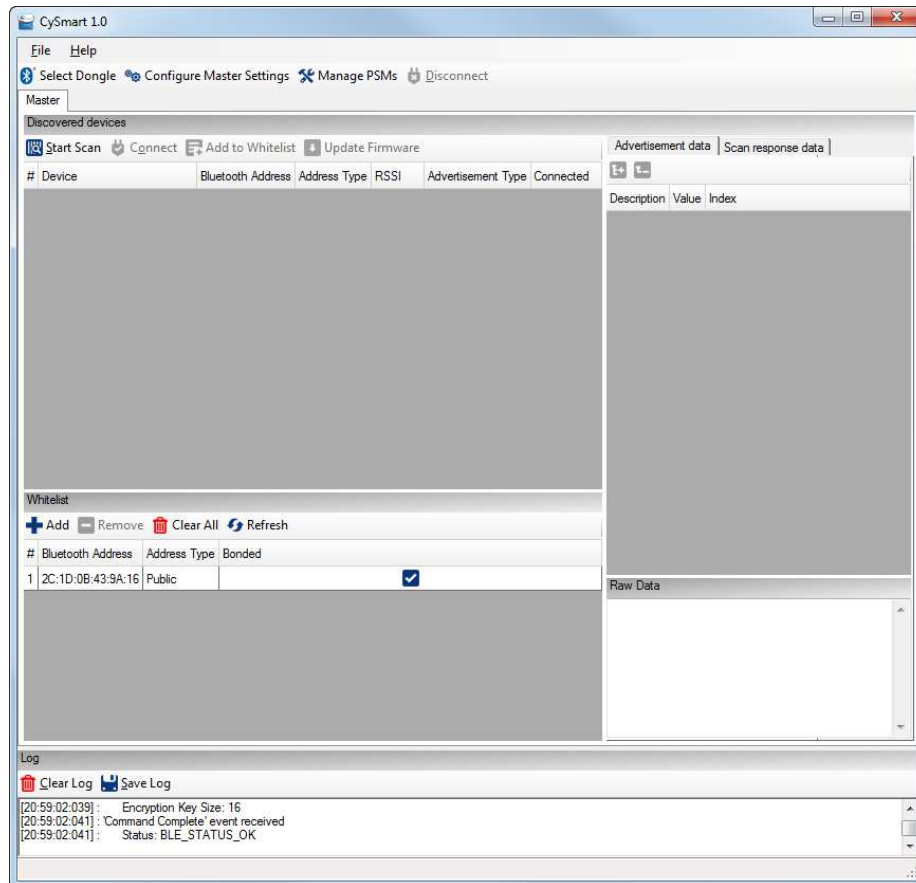 CySmart 1.0
File Help
Select Dongle Configure Master Settings Manage PSMs Disconnect
Master
Discovered devices
Start Scan Connect Add to Whitelist Update Firmware
# Device Bluetooth Address Address Type RSSI Advertisement Type Connected
Advertisement data Scan response data
Description Value Index
Whitelist
Add Remove Clear All Refresh
# Bluetooth Address Address Type Bonded
1 2C:1D:0B:43:9A:16 Public
Raw Data
Log
Clear Log Save Log
[20:59:02:039] : Encryption Key Size: 16
[20:59:02:041] : 'Command Complete' event received
[20:59:02:041] : Status: BLE_STATUS_OK